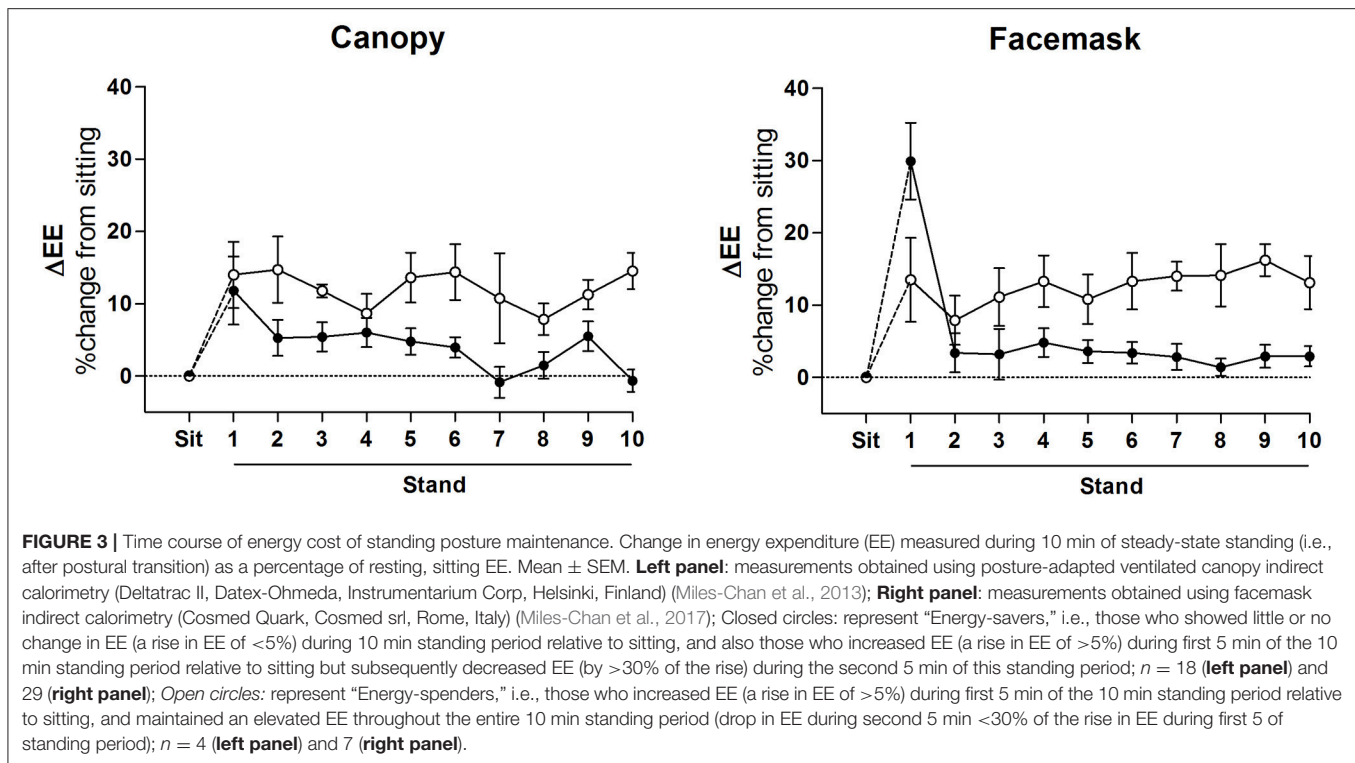 Canopy
Facemask
ΔEE
%change from sitting
40
30
20
10
0
Sit 1 2 3 4 5 6 7 8 9 10
Stand
ΔEE
%change from sitting
40
30
20
10
0
Sit 1 2 3 4 5 6 7 8 9 10
Stand
FIGURE 3 | Time course of energy cost of standing posture maintenance. Change in energy expenditure (EE) measured during 10 min of steady-state standing (i.e.,
after postural transition) as a percentage of resting, sitting EE. Mean ± SEM. Left panel: measurements obtained using posture-adapted ventilated canopy indirect
calorimetry (Deltatrac II, Datex-Ohmeda, Instrumentarium Corp, Helsinki, Finland) (Miles-Chan et al., 2013); Right panel: measurements obtained using facemask
indirect calorimetry (Cosmed Quark, Cosmed srl, Rome, Italy) (Miles-Chan et al., 2017); Closed circles: represent “Energy-savers,” i.e., those who showed little or no
change in EE (a rise in EE of <5%) during 10 min standing period relative to sitting, and also those who increased EE (a rise in EE of >5%) during first 5 min of the 10
min standing period relative to sitting but subsequently decreased EE (by >30% of the rise) during the second 5 min of this standing period; n = 18 (left panel) and
29 (right panel); Open circles: represent “Energy-spenders,” i.e., those who increased EE (a rise in EE of >5%) during first 5 min of the 10 min standing period relative
to sitting, and maintained an elevated EE throughout the entire 10 min standing period (drop in EE during second 5 min <30% of the rise in EE during first 5 of
standing period); n = 4 (left panel) and 7 (right panel).